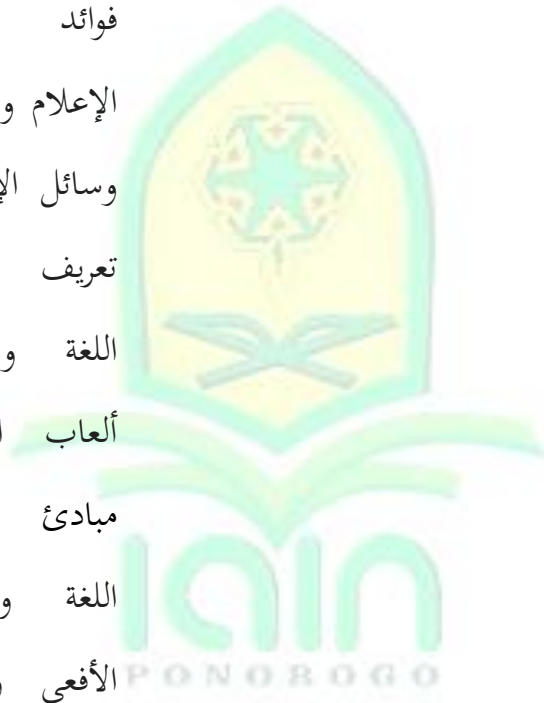 فوائد
الإعلام و
وسائل
تعريف
اللغة و
ألعاب
مبادئ
اللغة و
الأفعى
iain
PONOROGO